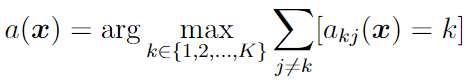 a(x) = arg max_{k∈{1,2,...,K}} ∑_{j≠k} [a_{kj}(x) = k]